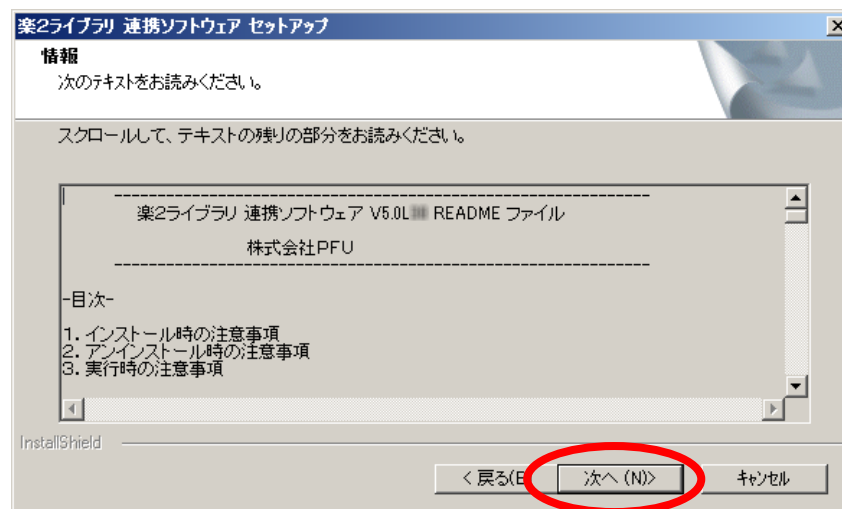 楽2ライブラリ 連携ソフトウェア セットアップ
情報
次のテキストをお読みください。
スクロールして、テキストの残りの部分をお読みください。
------------------------------------------------------------
楽2ライブラリ 連携ソフトウェア V5.0L README ファイル
株式会社PFU
------------------------------------------------------------
-目次-
1. インストール時の注意事項
2. アンインストール時の注意事項
3. 実行時の注意事項
InstallShield
< 戻る(B 次へ (N)> キャンセル